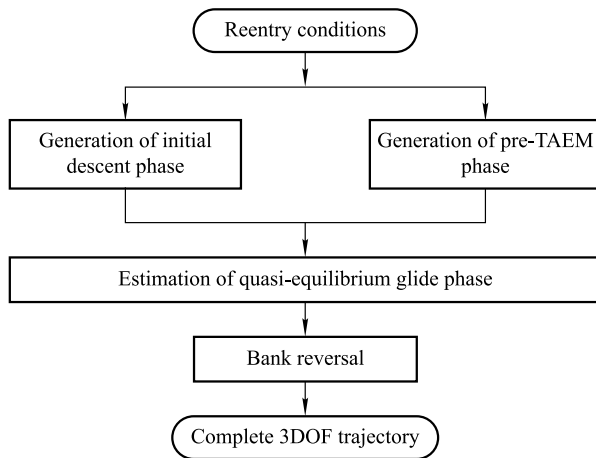 Reentry conditions
Generation of initial
descent phase
Generation of pre-TAEM
phase
Estimation of quasi-equilibrium glide phase
Bank reversal
Complete 3DOF trajectory